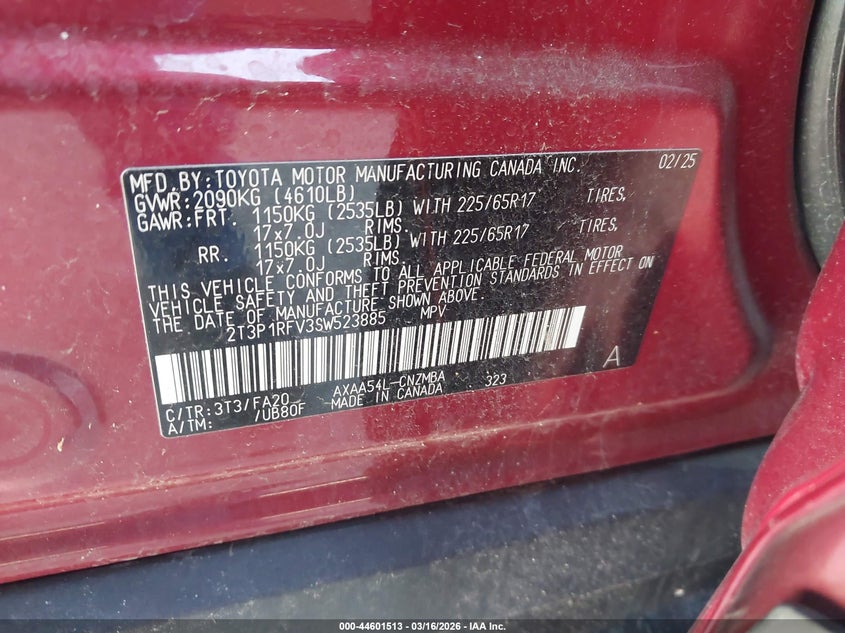 MFD.BY:TOYOTA MOTOR MANUFACTURING CANADA INC. 02/25
GVWR:2090KG (4610LB)
GAWR:FRT. 1150KG (2535LB) WITH 225/65R17 TIRES,
17x7.0J RIMS.
RR. 1150KG (2535LB) WITH 225/65R17 TIRES,
17x7.0J RIMS.
THIS VEHICLE CONFORMS TO ALL APPLICABLE FEDERAL MOTOR
VEHICLE SAFETY AND THEFT PREVENTION STANDARDS IN EFFECT ON
THE DATE OF MANUFACTURE SHOWN ABOVE.
2T3P1RFV3SW523885 MPV
A
C/TR:3T3/FA20 AXAA54L-CNZMBA 323
A/TM: /UB80F MADE IN CANADA
000-44601513 | 03/16/2026 | IAA Inc.